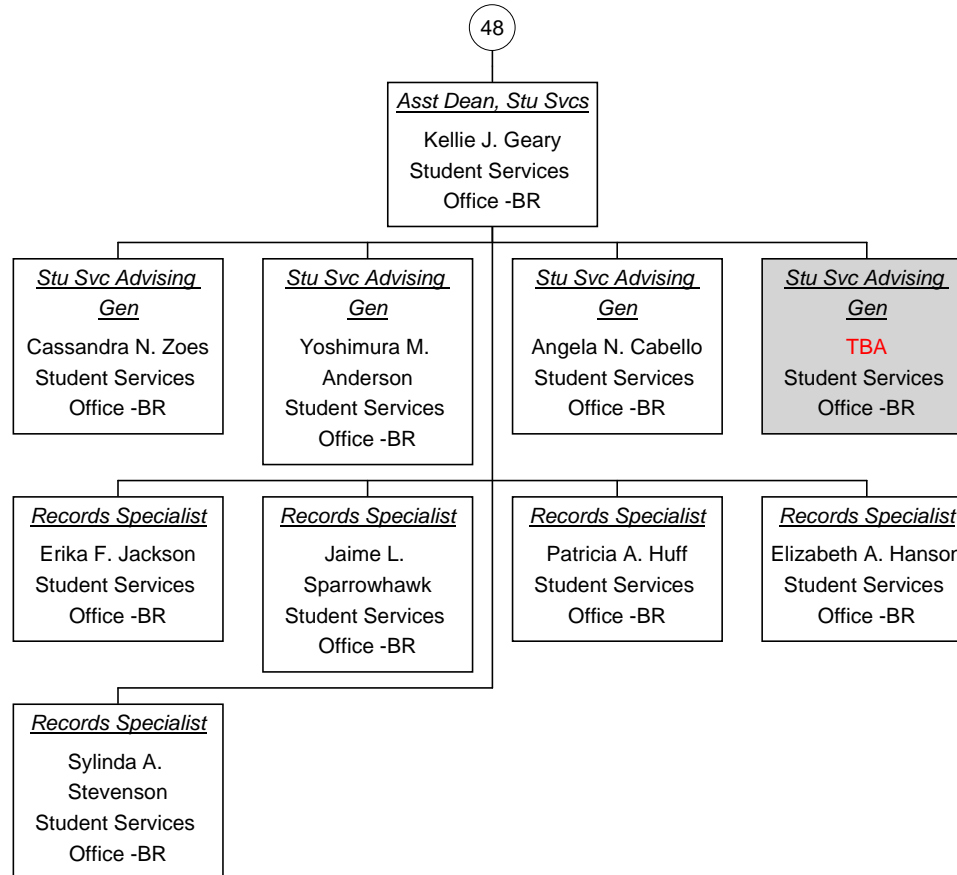 48
Asst Dean, Stu Svcs
Kellie J. Geary
Student Services
Office -BR
Stu Svc Advising
Gen
Cassandra N. Zoes
Student Services
Office -BR
Stu Svc Advising
Gen
Yoshimura M.
Anderson
Student Services
Office -BR
Stu Svc Advising
Gen
Angela N. Cabello
Student Services
Office -BR
Stu Svc Advising
Gen
TBA
Student Services
Office -BR
Records Specialist
Erika F. Jackson
Student Services
Office -BR
Records Specialist
Jaime L.
Sparrowhawk
Student Services
Office -BR
Records Specialist
Patricia A. Huff
Student Services
Office -BR
Records Specialist
Elizabeth A. Hanson
Student Services
Office -BR
Records Specialist
Sylinda A.
Stevenson
Student Services
Office -BR